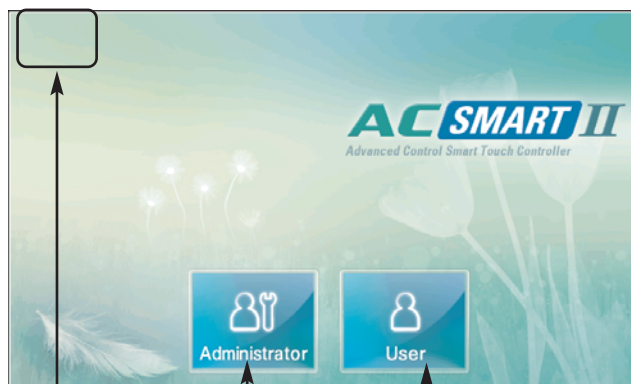 AC SMART II
Advanced Control Smart Touch Controller
Administrator
User